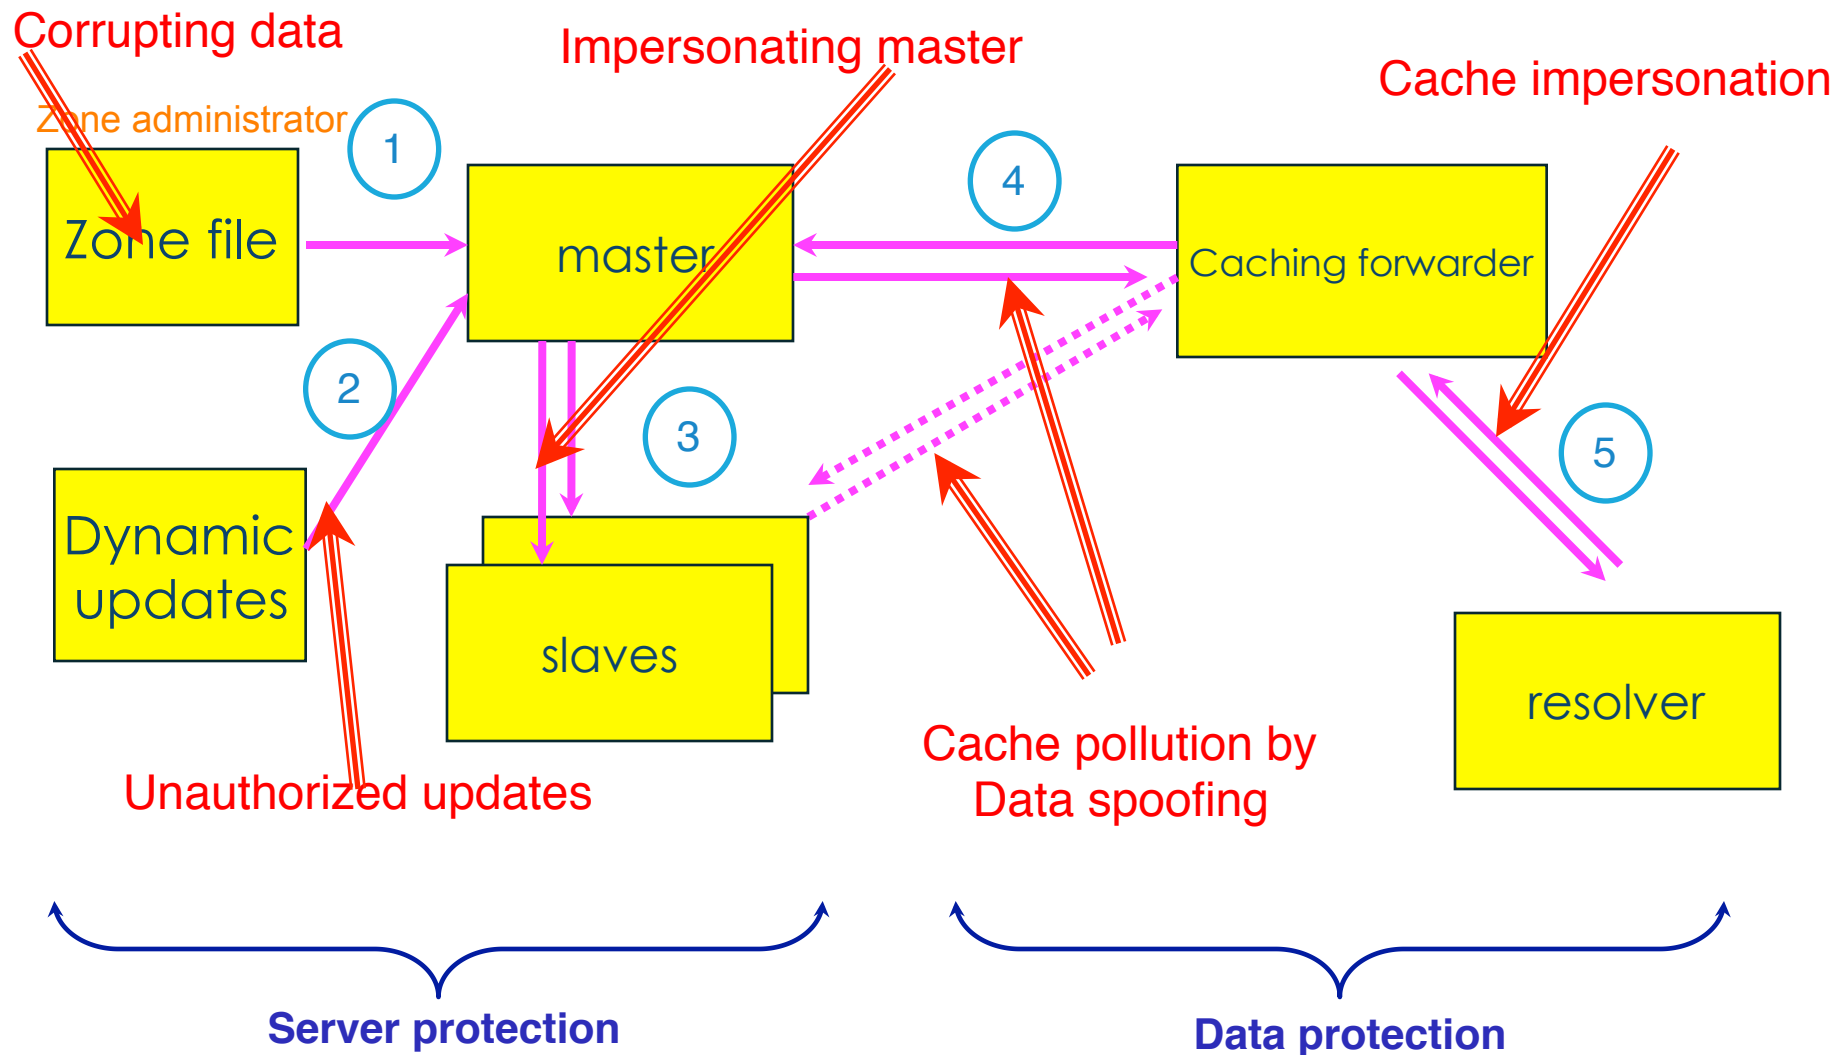 Corrupting data
Impersonating master
Cache impersonation
Zone administrator
1
4
Zone file
master
Caching forwarder
2
3
5
Dynamic
updates
slaves
resolver
Unauthorized updates
Cache pollution by
Data spoofing
Server protection
Data protection